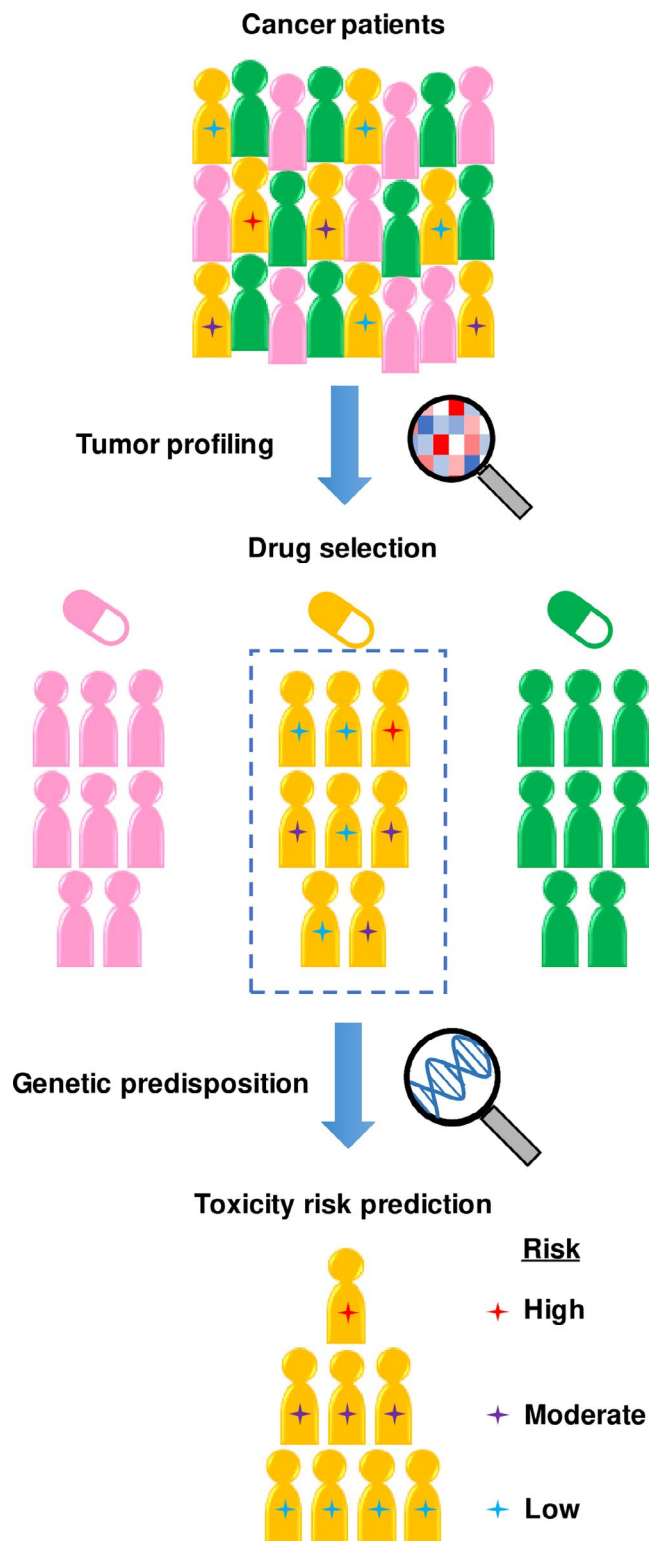 Cancer patients
Tumor profiling
Drug selection
Genetic predisposition
Toxicity risk prediction
Risk
High
Moderate
Low